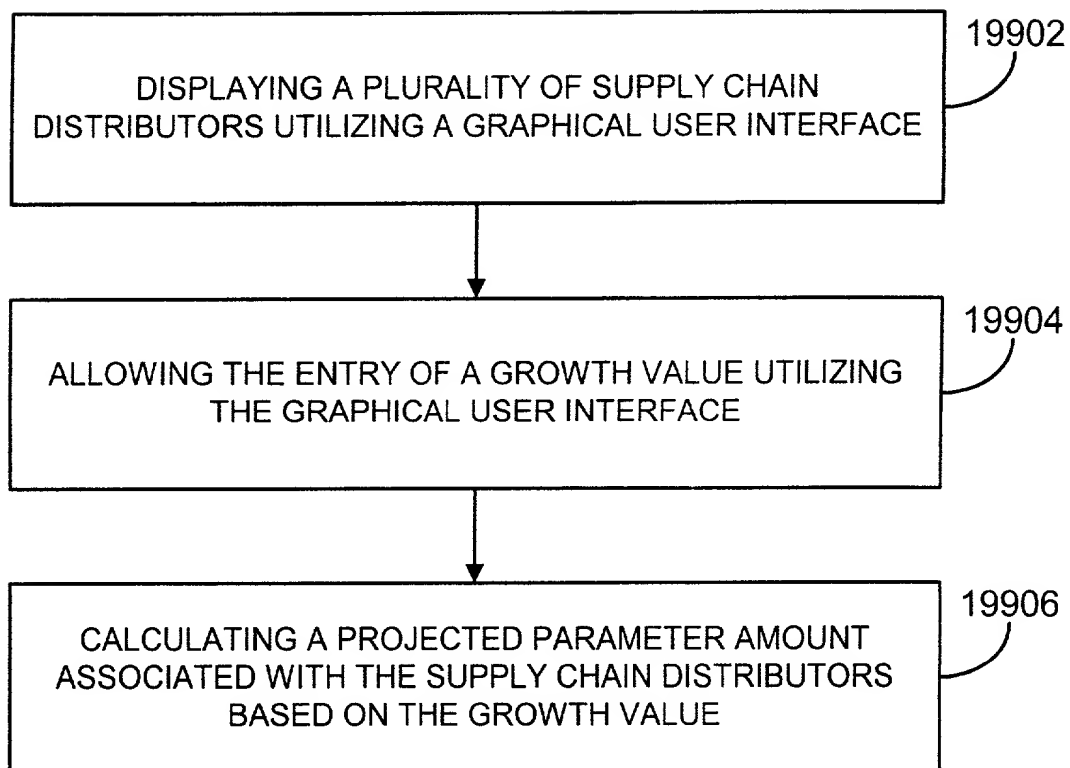 19902
DISPLAYING A PLURALITY OF SUPPLY CHAIN
DISTRIBUTORS UTILIZING A GRAPHICAL USER INTERFACE
19904
ALLOWING THE ENTRY OF A GROWTH VALUE UTILIZING
THE GRAPHICAL USER INTERFACE
19906
CALCULATING A PROJECTED PARAMETER AMOUNT
ASSOCIATED WITH THE SUPPLY CHAIN DISTRIBUTORS
BASED ON THE GROWTH VALUE